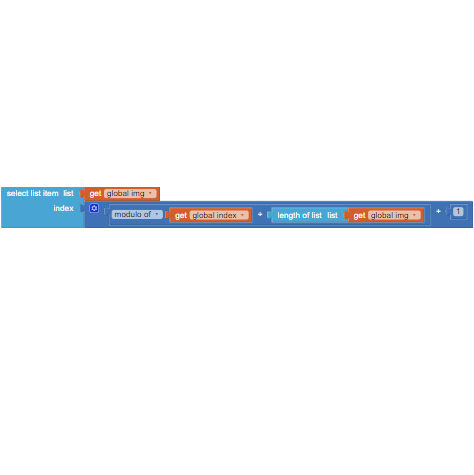 select list item list get global img
index modulo of get global index ÷ length of list list get global img + 1